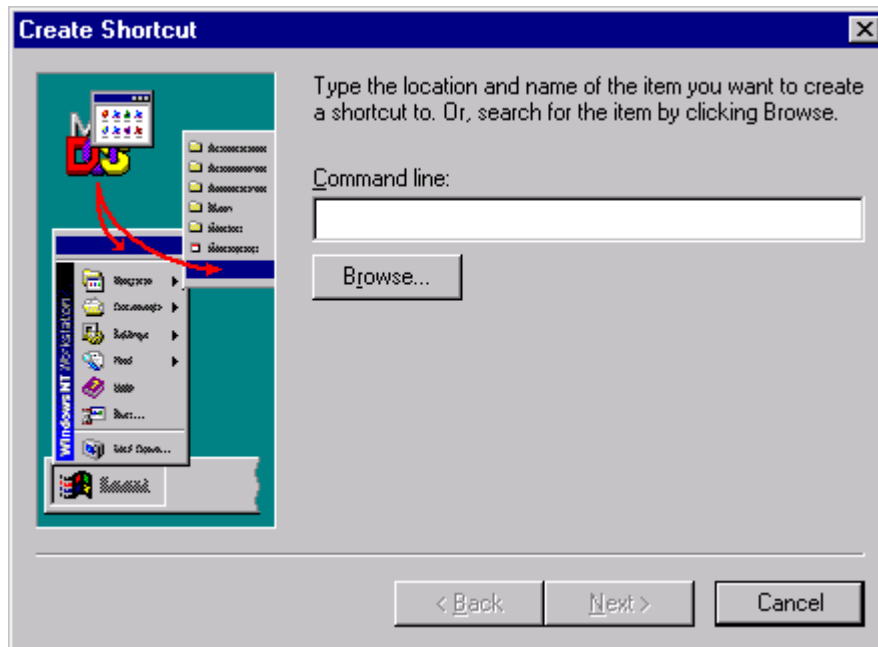 Create Shortcut
Type the location and name of the item you want to create
a shortcut to. Or, search for the item by clicking Browse.
Command line:
Browse...
Windows NT Workstation
< Back
Next >
Cancel